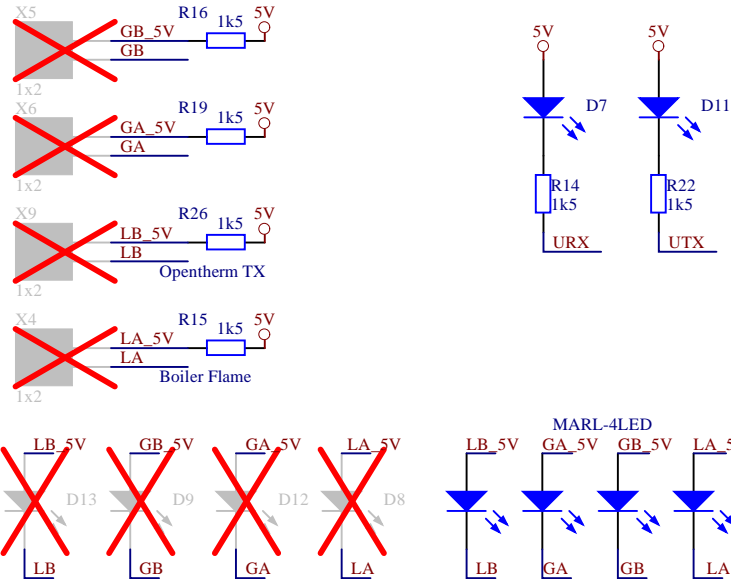 X5
R16
1k5
5V
GB_5V
GB
1x2
X6
R19
1k5
5V
GA_5V
GA
1x2
X9
R26
1k5
5V
LB_5V
LB
Opentherm TX
1x2
X4
R15
1k5
5V
LA_5V
LA
Boiler Flame
1x2
5V
5V
D7
D11
R14
1k5
R22
1k5
URX
UTX
LB_5V
GB_5V
GA_5V
LA_5V
D13
D9
D12
D8
LB
GB
GA
LA
MARL-4LED
LB_5V
GA_5V
GB_5V
LA_5
LB
GA
GB
LA